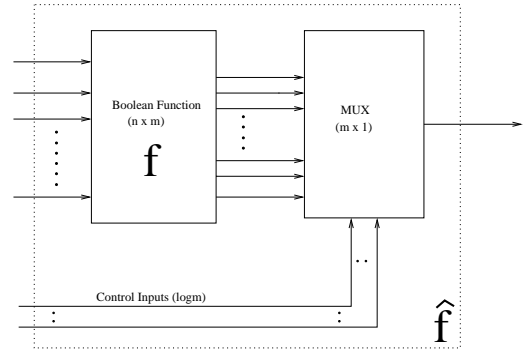 Boolean Function
(n x m)
f
MUX
(m x 1)
Control Inputs (logm)
f̂